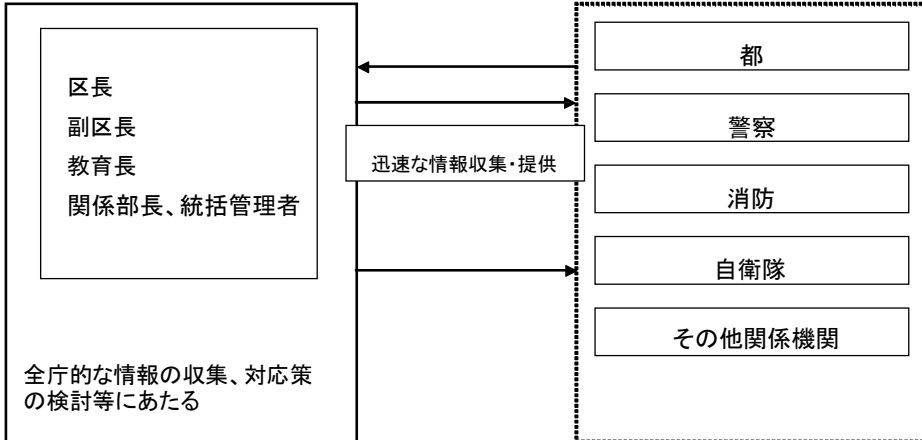 区長
副区長
教育長
関係部長、統括管理者
全庁的な情報の収集、対応策
の検討等にあたる
迅速な情報収集・提供
都
警察
消防
自衛隊
その他関係機関